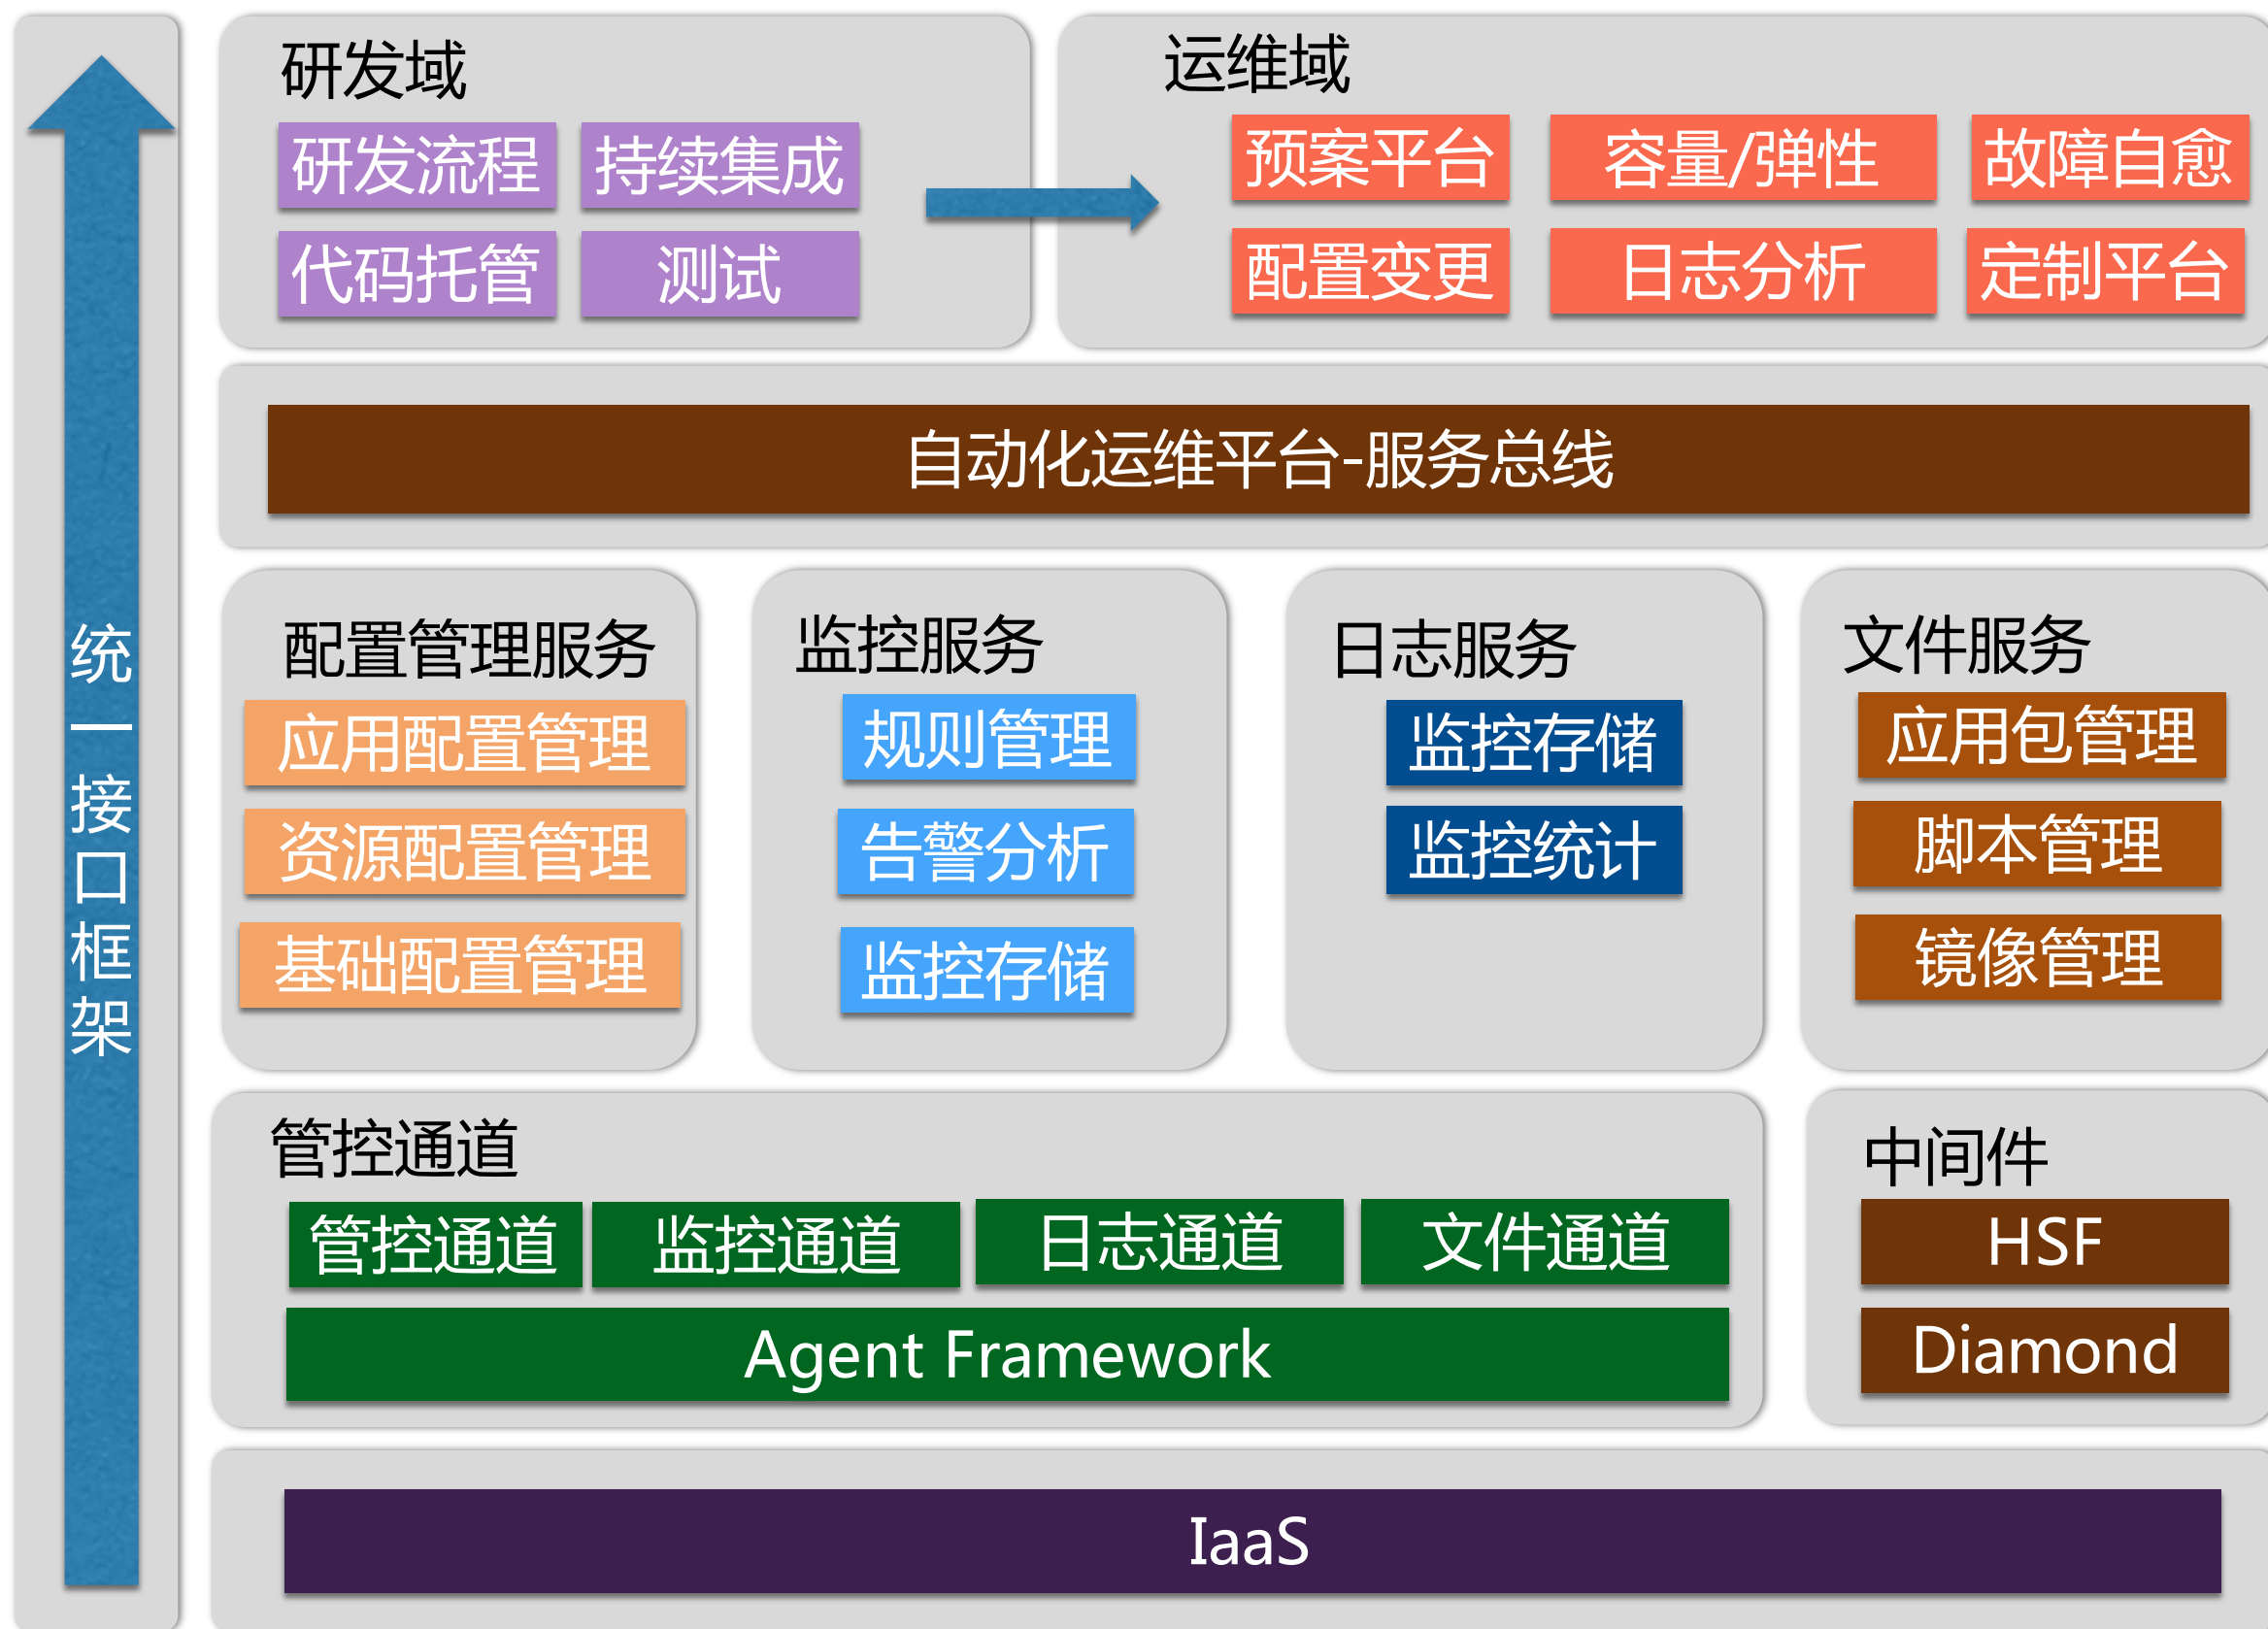 统一接口框架
研发域
研发流程 持续集成
代码托管 测试
运维域
预案平台 容量/弹性 故障自愈
配置变更 日志分析 定制平台
自动化运维平台-服务总线
配置管理服务
应用配置管理
资源配置管理
基础配置管理
监控服务
规则管理
告警分析
监控存储
日志服务
监控存储
监控统计
文件服务
应用包管理
脚本管理
镜像管理
管控通道
管控通道 监控通道 日志通道 文件通道
Agent Framework
中间件
HSF
Diamond
IaaS